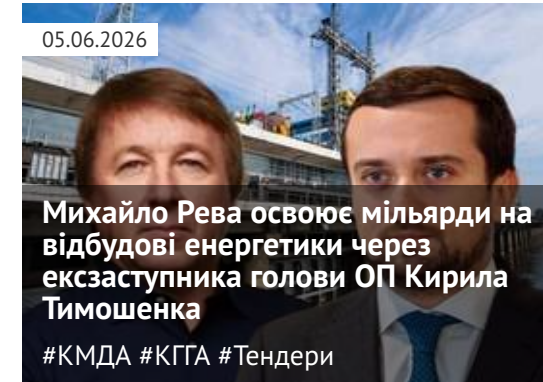 05.06.2026
Михайло Рева освоює мільярди на
відбудові енергетики через
ексзаступника голови ОП Кирила
Тимошенка
#КМДА #КГГА #Тендери